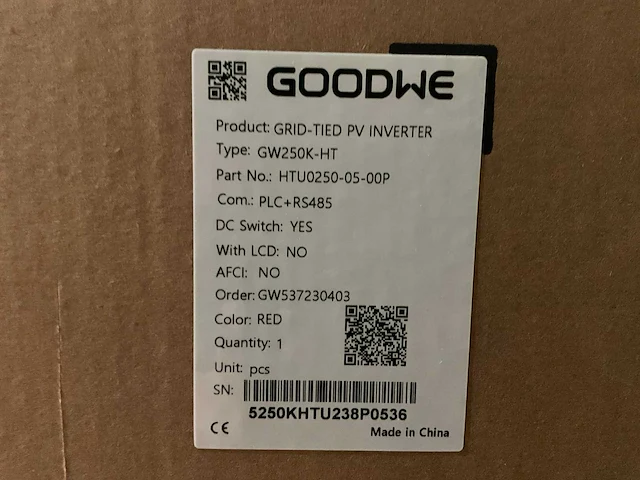 GOODWE
Product: GRID-TIED PV INVERTER
Type: GW250K-HT
Part No.: HTU0250-05-00P
Com.: PLC+RS485
DC Switch: YES
With LCD: NO
AFCI: NO
Order: GW537230403
Color: RED
Quantity: 1
Unit: pcs
SN:
5250KHTU238P0536
CE Made in China